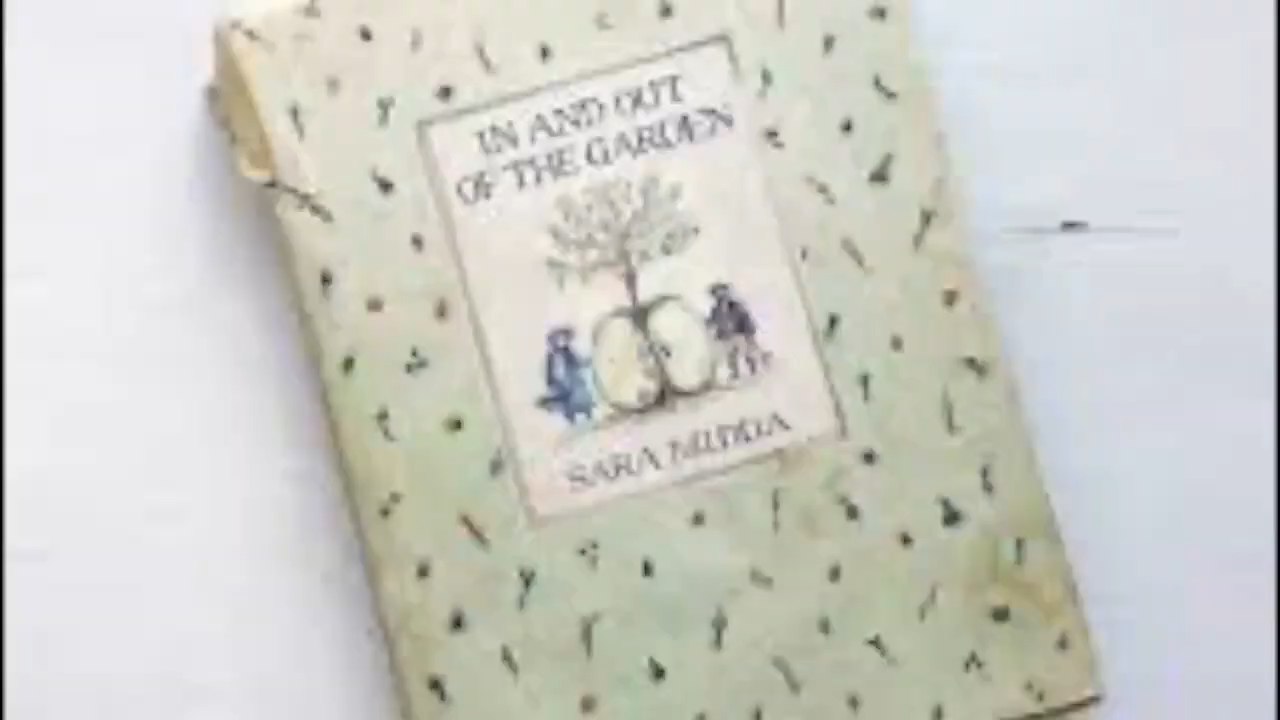 IN AND OUT
OF THE GARDEN
SARA MIDDA